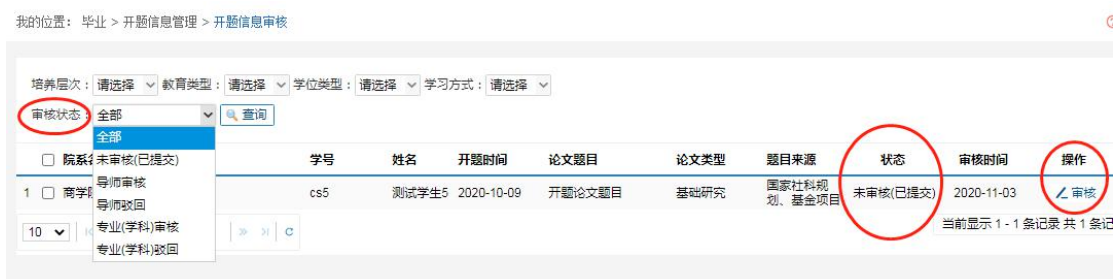 我的位置： 毕业 > 开题信息管理 > 开题信息审核
培养层次：请选择 教育类型：请选择 学位类型：请选择 学习方式：请选择
审核状态：全部 查询
全部
未审核(已提交)
导师审核
导师驳回
专业(学科)审核
专业(学科)驳回
院系 学号 姓名 开题时间 论文题目 论文类型 题目来源 状态 审核时间 操作
1 商学 cs5 测试学生5 2020-10-09 开题论文题目 基础研究 国家社科规
划、基金项目 未审核(已提交) 2020-11-03 审核
10 当前显示 1 - 1 条记录 共 1 条记